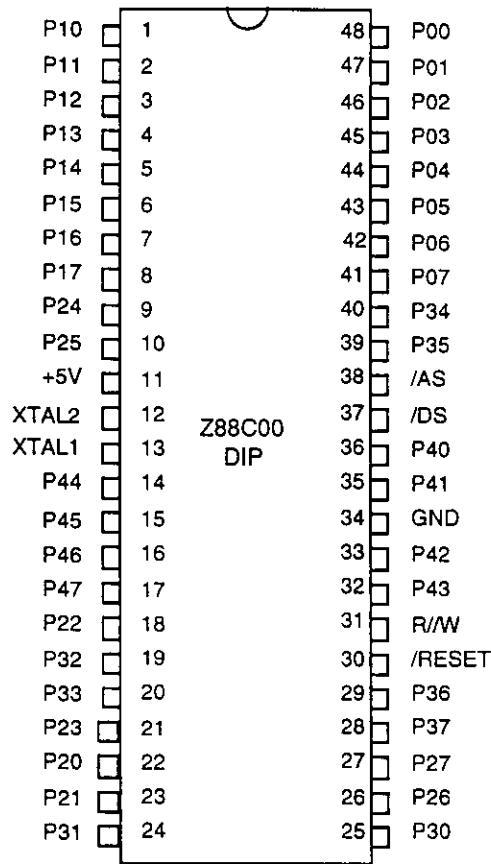 P10 1 48 P00
P11 2 47 P01
P12 3 46 P02
P13 4 45 P03
P14 5 44 P04
P15 6 43 P05
P16 7 42 P06
P17 8 41 P07
P24 9 40 P34
P25 10 39 P35
+5V 11 38 /AS
XTAL2 12 37 /DS
Z88C00
XTAL1 13 36 P40
DIP
P44 14 35 P41
P45 15 34 GND
P46 16 33 P42
P47 17 32 P43
P22 18 31 R//W
P32 19 30 /RESET
P33 20 29 P36
P23 21 28 P37
P20 22 27 P27
P21 23 26 P26
P31 24 25 P30